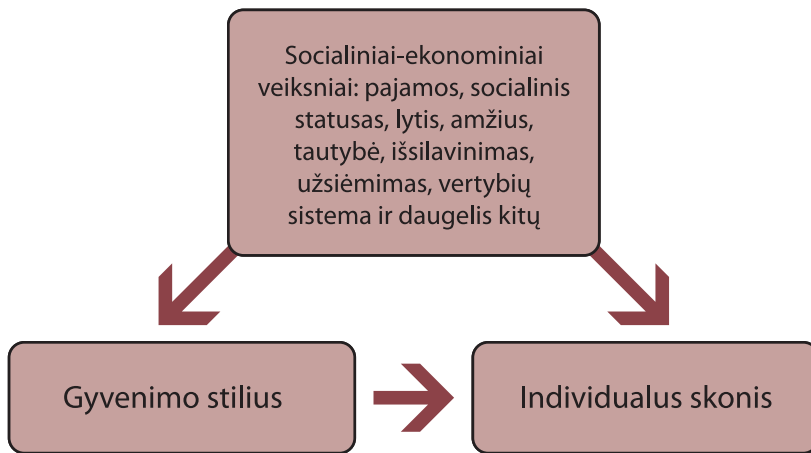 Socialiniai-ekonominiai
veiksniai: pajamos, socialinis
statusas, lytis, amžius,
tautybė, išsilavinimas,
užsiėmimas, vertybių
sistema ir daugelis kitų
Gyvenimo stilius
Individualus skonis